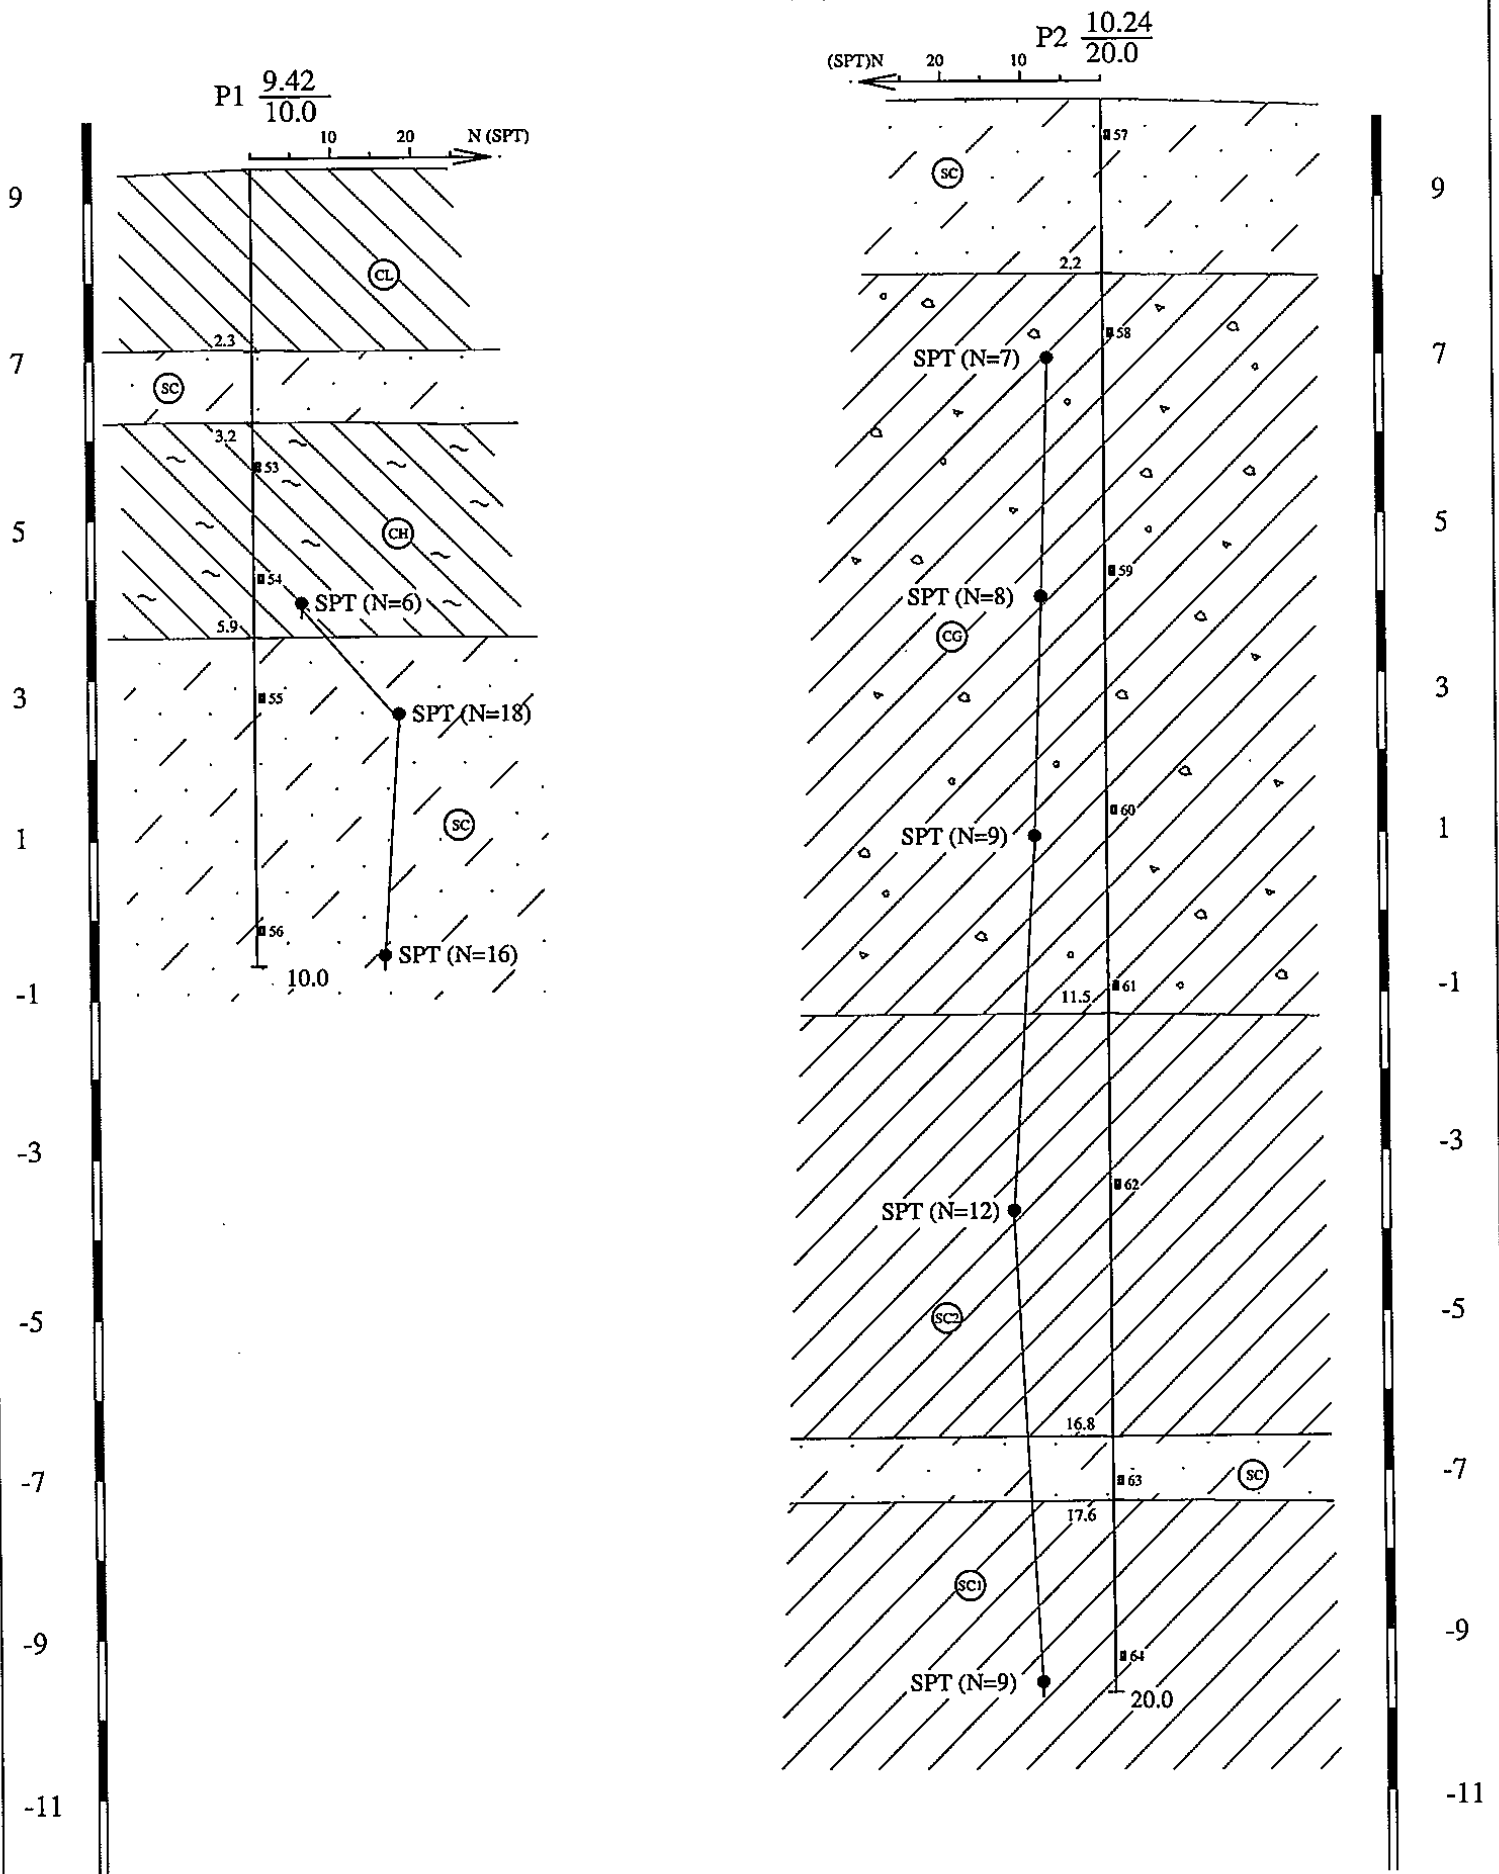 P1 9.42
10.0
10 20 N (SPT)
CL
2.3
SC
3.2
53
CH
54
SPT (N=6)
5.9
55
SPT (N=18)
SC
56
SPT (N=16)
10.0
P2 10.24
20.0
(SPT)N 20 10
57
SC
2.2
58
SPT (N=7)
59
SPT (N=8)
CG
60
SPT (N=9)
61
11.5
62
SPT (N=12)
SC2
16.8
SC
63
17.6
SC1
64
SPT (N=9)
20.0
9
7
5
3
1
-1
-3
-5
-7
-9
-11
9
7
5
3
1
-1
-3
-5
-7
-9
-11